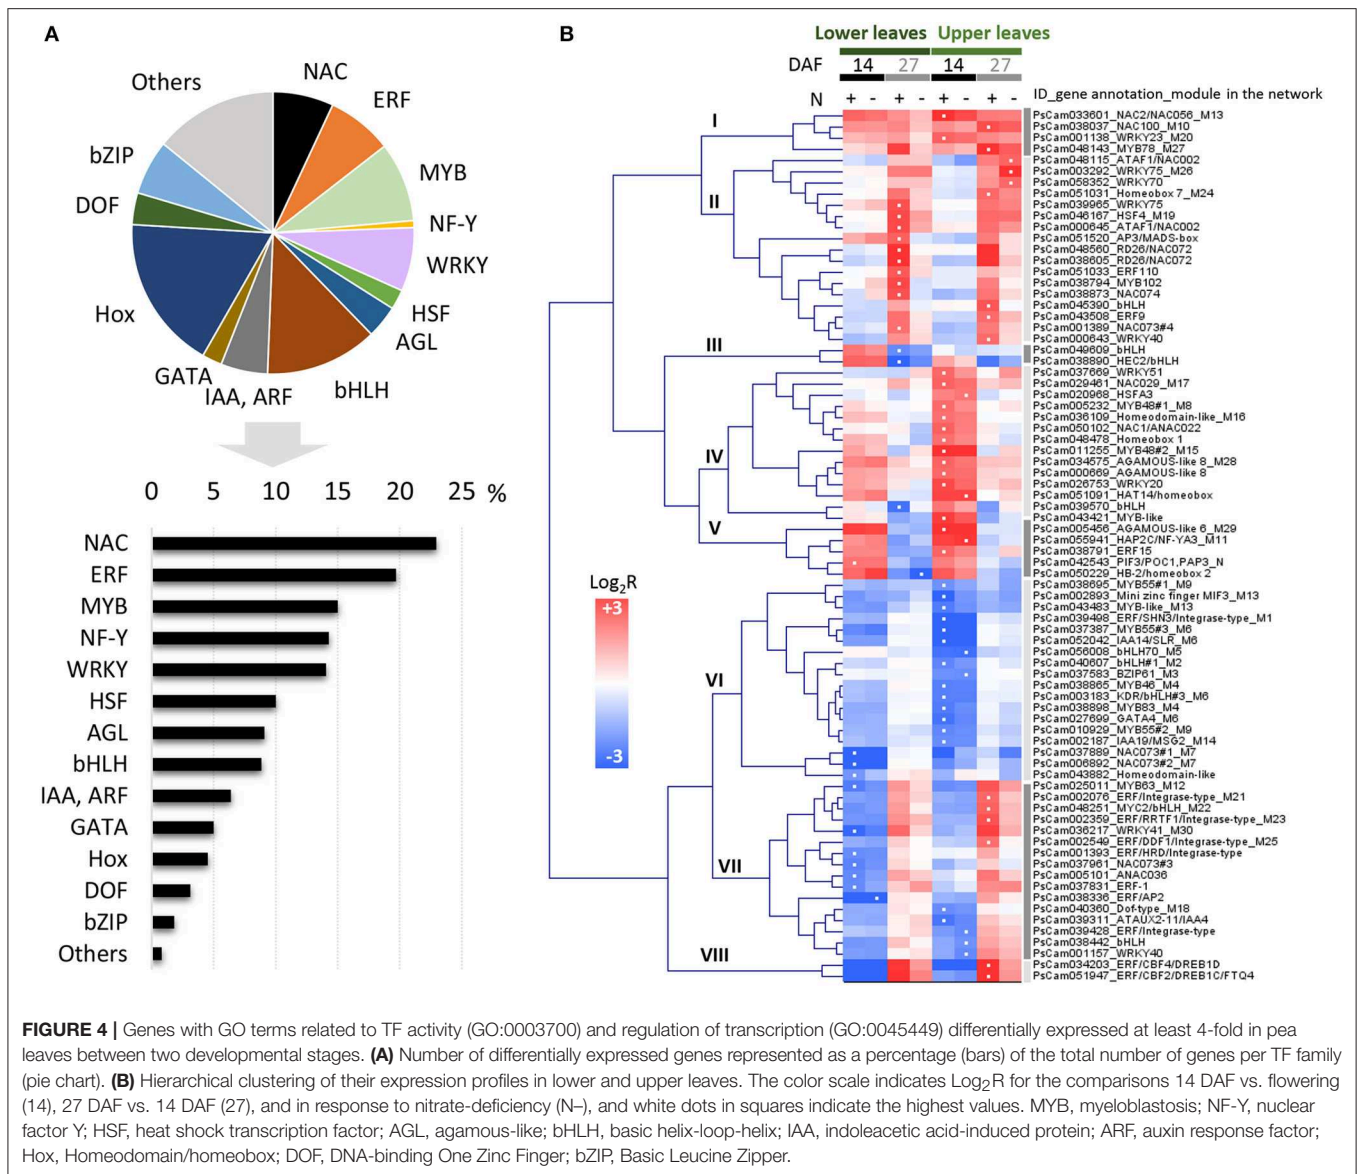 A
NAC
ERF
MYB
NF-Y
WRKY
HSF
AGL
bHLH
IAA, ARF
GATA
Hox
DOF
bZIP
Others
0 5 10 15 20 25 %
NAC
ERF
MYB
NF-Y
WRKY
HSF
AGL
bHLH
IAA, ARF
GATA
Hox
DOF
bZIP
Others
B
Lower leaves Upper leaves
DAF 14 27 14 27
N + - + - + - + -
ID_gene annotation_module in the network
I
II
III
IV
V
VI
VII
VIII
Log2R
+3
-3
PsCam033601_NAC2/NAC056_M13
PsCam038037_NAC100_M10
PsCam001138_WRKY23_M20
PsCam048143_MYB78_M27
PsCam048115_ATAF1/NAC002
PsCam003292_WRKY75_M26
PsCam058352_WRKY70
PsCam051031_Homeobox 7_M24
PsCam039965_WRKY75
PsCam046167_HSF4_M19
PsCam000645_ATAF1/NAC002
PsCam051520_AP3/MADS-box
PsCam048560_RD26/NAC072
PsCam038605_RD26/NAC072
PsCam051033_ERF110
PsCam038794_MYB102
PsCam038873_NAC074
PsCam045390_bHLH
PsCam043508_ERF9
PsCam001389_NAC073#4
PsCam000643_WRKY40
PsCam049609_bHLH
PsCam038890_HEC2/bHLH
PsCam037669_WRKY51
PsCam029461_NAC029_M17
PsCam020968_HSFA3
PsCam005232_MYB48#1_M8
PsCam036109_Homeodomain-like_M16
PsCam050102_NAC1/ANAC022
PsCam048478_Homeobox 1
PsCam011255_MYB48#2_M15
PsCam034575_AGAMOUS-like 8_M28
PsCam000669_AGAMOUS-like 8
PsCam026753_WRKY20
PsCam051091_HAT14/homeobox
PsCam039570_bHLH
PsCam043421_MYB-like
PsCam005456_AGAMOUS-like 6_M29
PsCam055941_HAP2C/NF-YA3_M11
PsCam038791_ERF15
PsCam042543_PIF3/POC1,PAP3_N
PsCam050229_HB-2/homeobox 2
PsCam038695_MYB55#1_M9
PsCam002893_Mini zinc finger MIF3_M13
PsCam043483_MYB-like_M13
PsCam039498_ERF/SHN3/Integrase-type_M1
PsCam037387_MYB55#3_M6
PsCam052042_IAA14/SLR_M6
PsCam056008_bHLH70_M5
PsCam040607_bHLH#1_M2
PsCam037583_BZIP61_M3
PsCam038865_MYB46_M4
PsCam003183_KDR/bHLH#3_M6
PsCam038898_MYB83_M4
PsCam027699_GATA4_M6
PsCam010929_MYB55#2_M9
PsCam002187_IAA19/MSG2_M14
PsCam037889_NAC073#1_M7
PsCam006892_NAC073#2_M7
PsCam043882_Homeodomain-like
PsCam025011_MYB63_M12
PsCam002076_ERF/Integrase-type_M21
PsCam048251_MYC2/bHLH_M22
PsCam002359_ERF/RRTF1/Integrase-type_M23
PsCam036217_WRKY41_M30
PsCam002549_ERF/DDF1/Integrase-type_M25
PsCam001393_ERF/HRD/Integrase-type
PsCam037961_NAC073#3
PsCam005101_ANAC036
PsCam037831_ERF-1
PsCam038336_ERF/AP2
PsCam040360_Dof-type_M18
PsCam039311_ATAUX2-11/IAA4
PsCam039428_ERF/Integrase-type
PsCam038442_bHLH
PsCam001157_WRKY40
PsCam034203_ERF/CBF4/DREB1D
PsCam051947_ERF/CBF2/DREB1C/FTQ4
FIGURE 4 | Genes with GO terms related to TF activity (GO:0003700) and regulation of transcription (GO:0045449) differentially expressed at least 4-fold in pea
leaves between two developmental stages. (A) Number of differentially expressed genes represented as a percentage (bars) of the total number of genes per TF family
(pie chart). (B) Hierarchical clustering of their expression profiles in lower and upper leaves. The color scale indicates Log2R for the comparisons 14 DAF vs. flowering
(14), 27 DAF vs. 14 DAF (27), and in response to nitrate-deficiency (N–), and white dots in squares indicate the highest values. MYB, myeloblastosis; NF-Y, nuclear
factor Y; HSF, heat shock transcription factor; AGL, agamous-like; bHLH, basic helix-loop-helix; IAA, indoleacetic acid-induced protein; ARF, auxin response factor;
Hox, Homeodomain/homeobox; DOF, DNA-binding One Zinc Finger; bZIP, Basic Leucine Zipper.